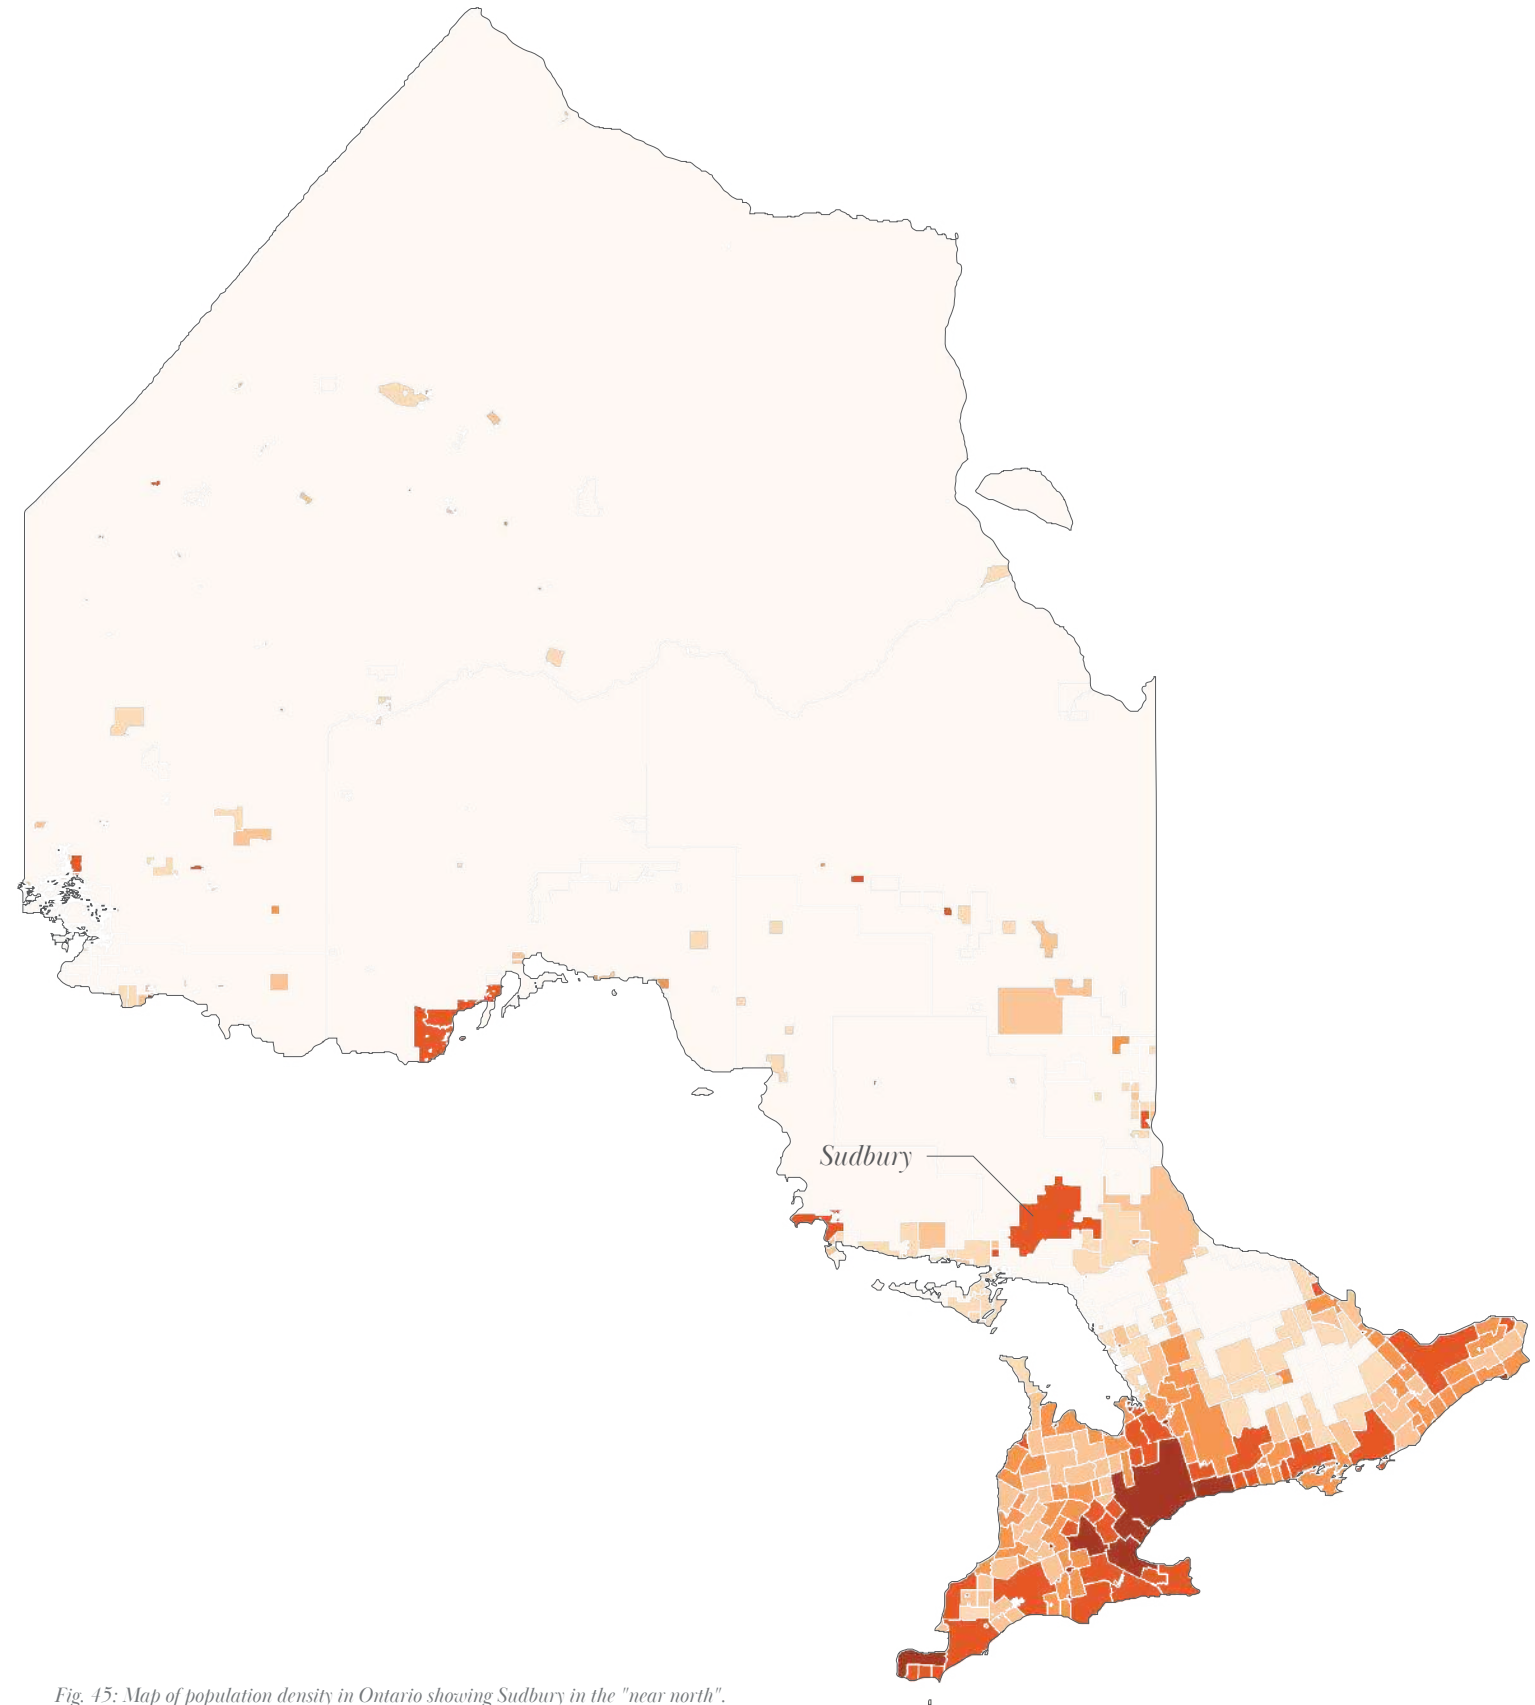 Sudbury
Fig. 45: Map of population density in Ontario showing Sudbury in the "near north".